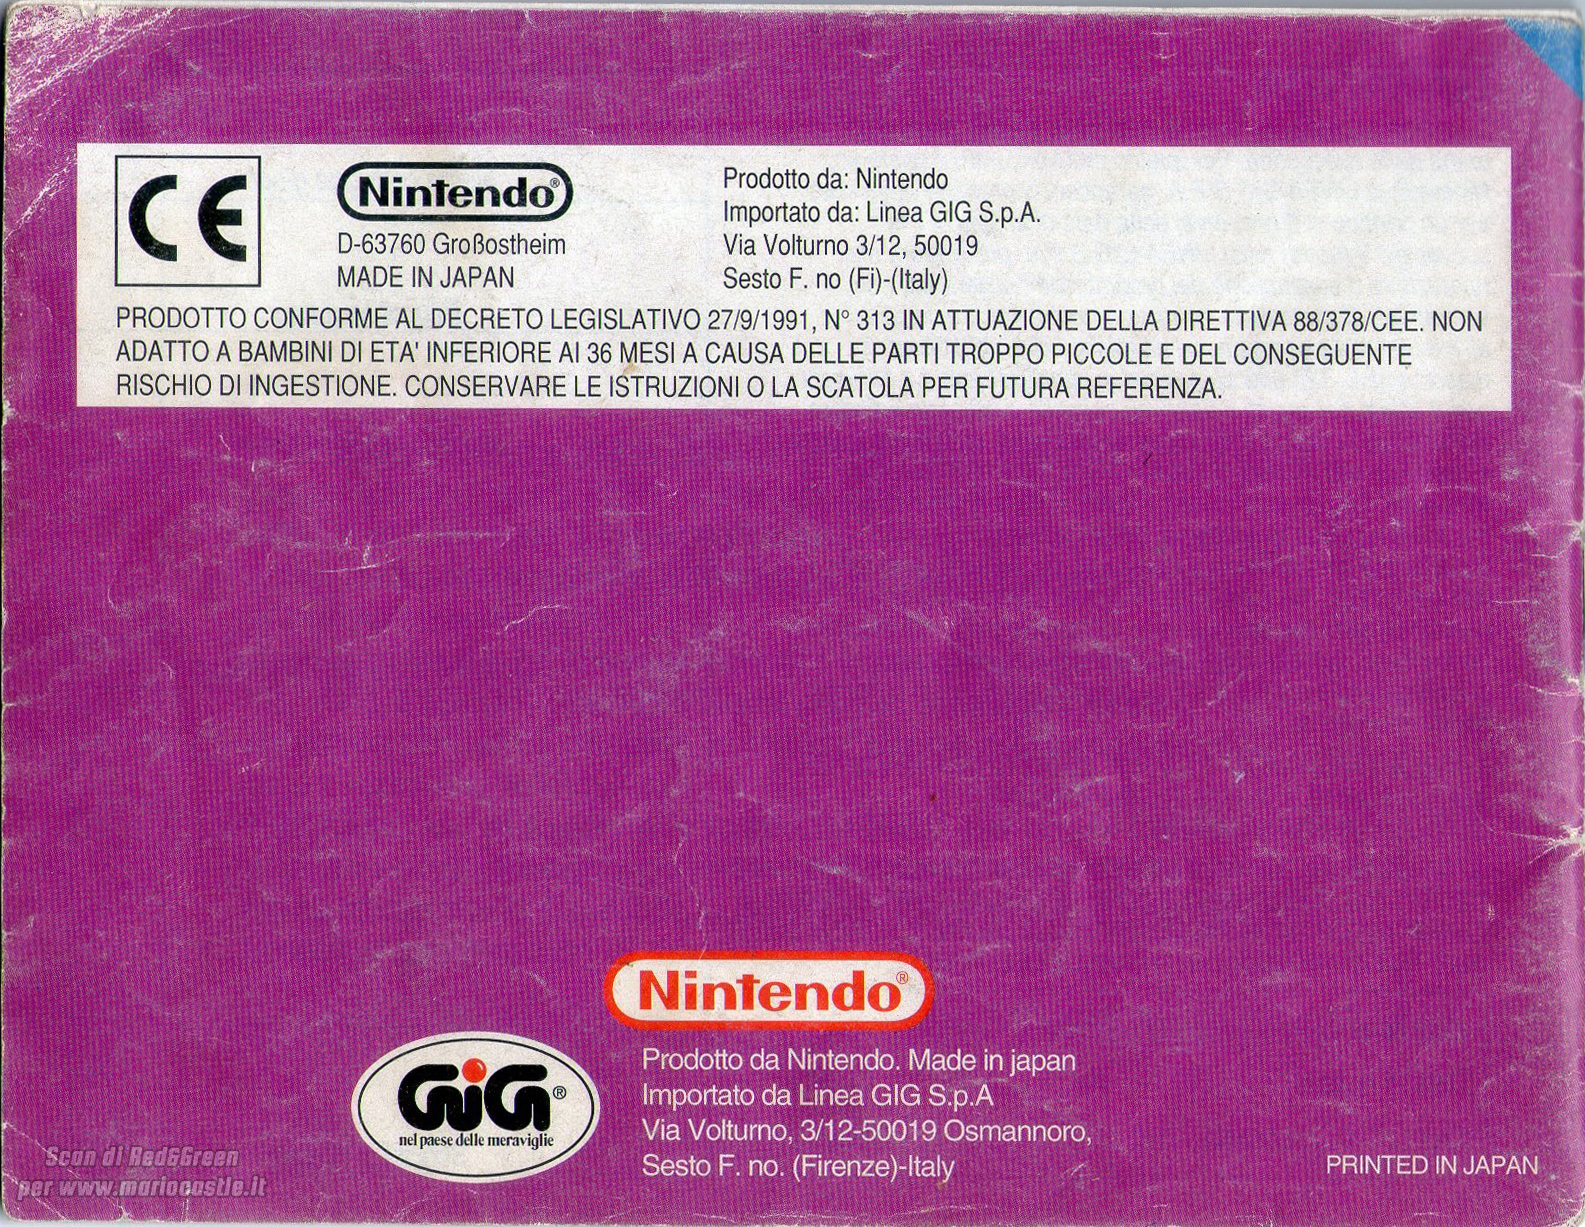 CE
Nintendo®
D-63760 Großostheim
MADE IN JAPAN
Prodotto da: Nintendo
Importato da: Linea GIG S.p.A.
Via Volturno 3/12, 50019
Sesto F. no (Fi)-(Italy)
PRODOTTO CONFORME AL DECRETO LEGISLATIVO 27/9/1991, N° 313 IN ATTUAZIONE DELLA DIRETTIVA 88/378/CEE. NON
ADATTO A BAMBINI DI ETA' INFERIORE AI 36 MESI A CAUSA DELLE PARTI TROPPO PICCOLE E DEL CONSEGUENTE
RISCHIO DI INGESTIONE. CONSERVARE LE ISTRUZIONI O LA SCATOLA PER FUTURA REFERENZA.
Nintendo®
GiG®
nel paese delle meraviglie
Prodotto da Nintendo. Made in japan
Importato da Linea GIG S.p.A
Via Volturno, 3/12-50019 Osmannoro,
Sesto F. no. (Firenze)-Italy
PRINTED IN JAPAN
Scan di Red&Green
per www.mariocastle.it